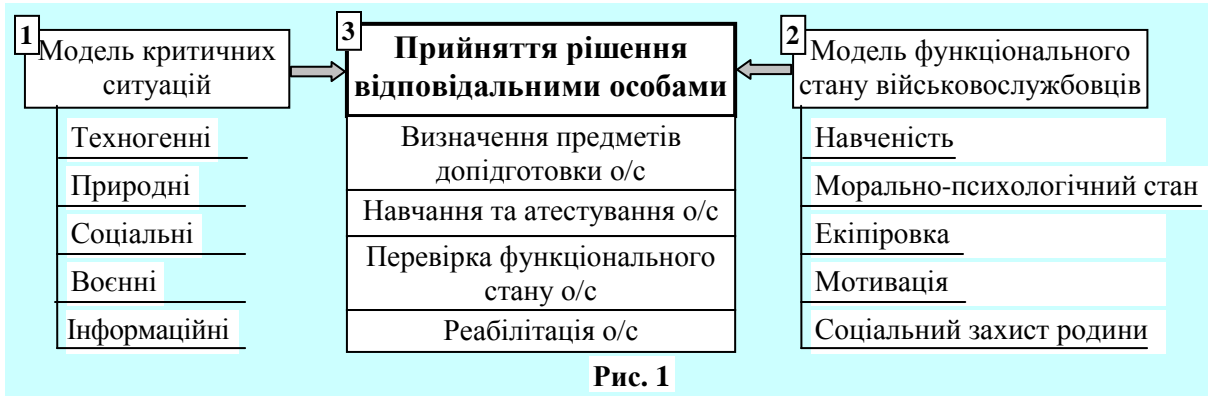 1
Модель критичних
ситуацій
Техногенні
Природні
Соціальні
Воєнні
Інформаційні
3
Прийняття рішення
відповідальними особами
Визначення предметів
допідготовки о/с
Навчання та атестування о/с
Перевірка функціонального
стану о/с
Реабілітація о/с
2
Модель функціонального
стану військовослужбовців
Навченість
Морально-психологічний стан
Екіпіровка
Мотивація
Соціальний захист родини
Рис. 1